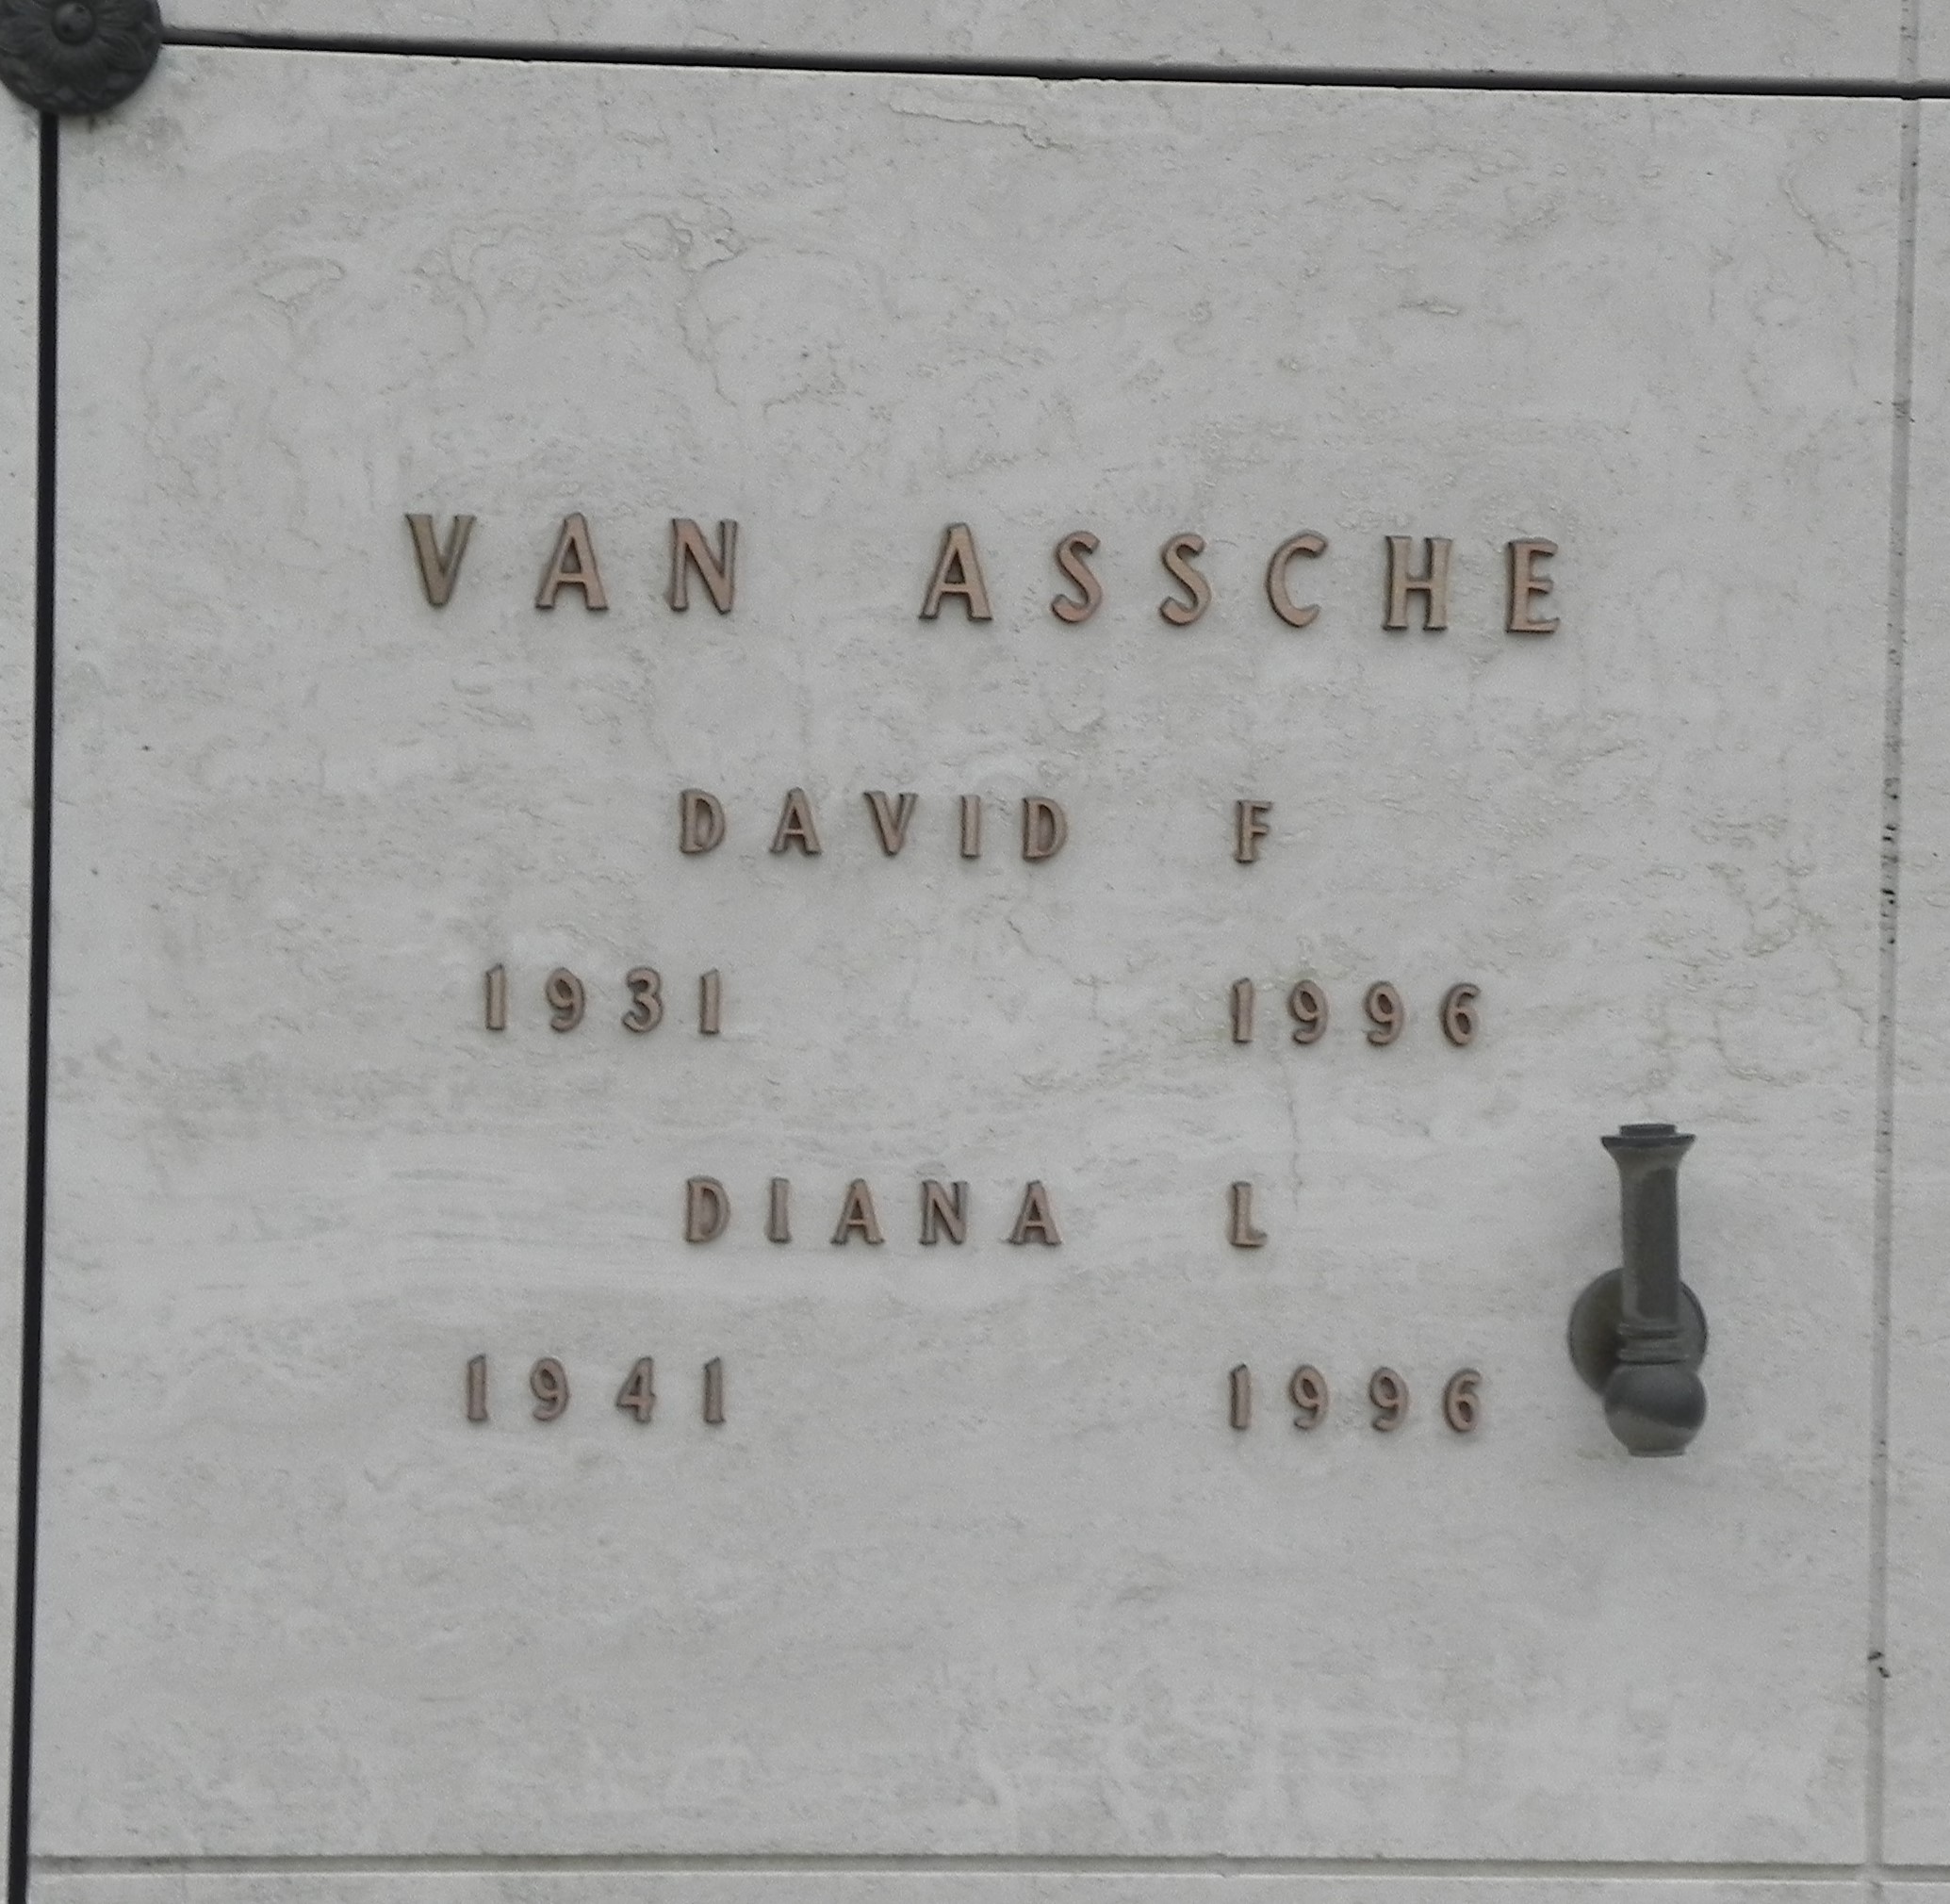 VAN ASSCHE
DAVID F
1931 1996
DIANA L
1941 1996